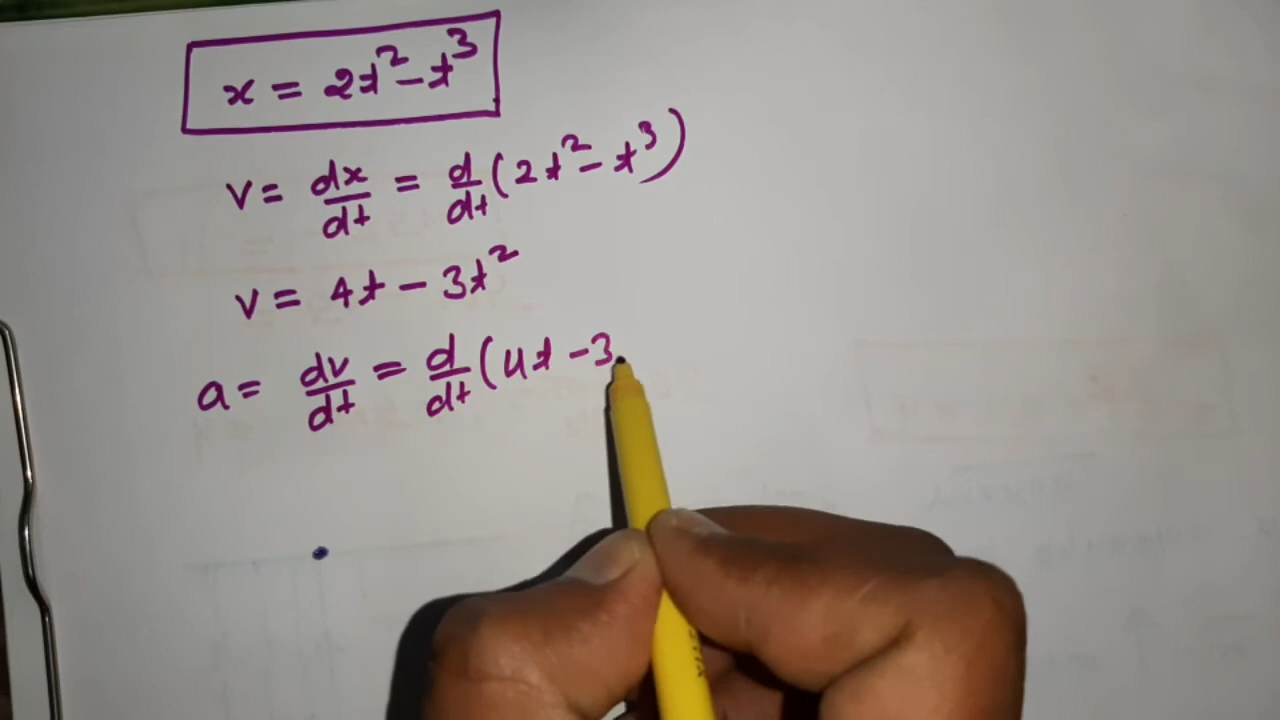 x = 2t² - t³
v = dx/dt = d/dt (2t² - t³)
v = 4t - 3t²
a = dv/dt = d/dt (4t - 3